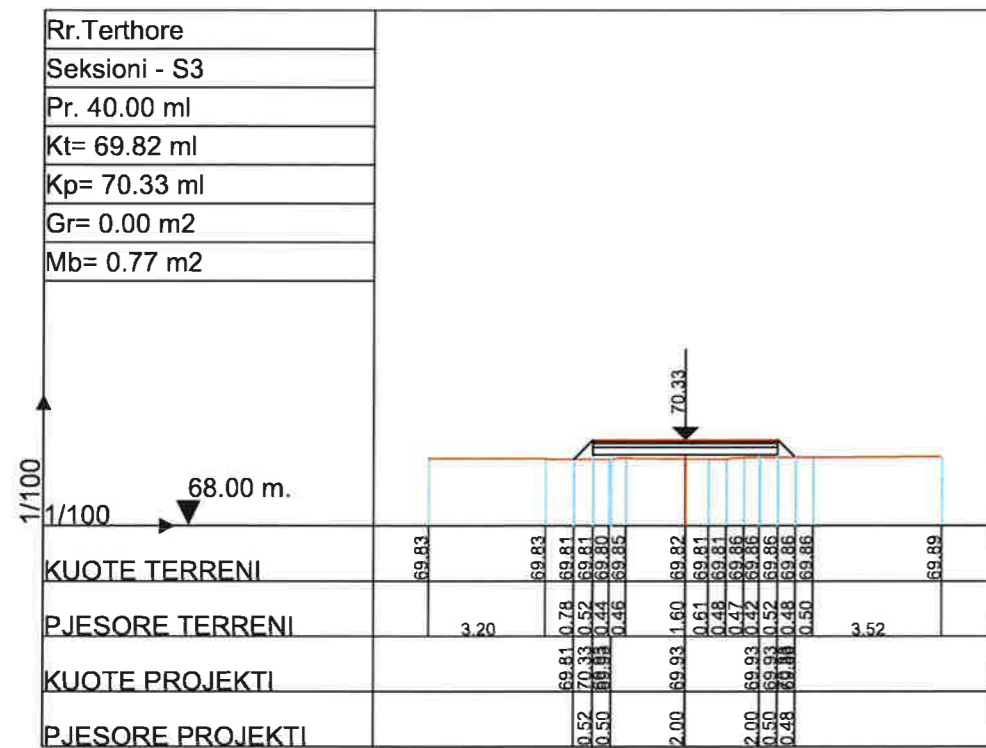 Rr.Terthore
Seksioni - S3
Pr. 40.00 ml
Kt= 69.82 ml
Kp= 70.33 ml
Gr= 0.00 m2
Mb= 0.77 m2
70.33
1/100
68.00 m.
1/100
KUOTE TERRENI 69.83 69.83 69.81 69.81 69.80 69.85 69.82 69.81 69.81 69.86 69.86 69.86 69.86 69.86 69.89
PJESORE TERRENI 3.20 0.78 0.52 0.44 0.46 1.60 0.61 0.48 0.47 0.42 0.52 0.48 0.50 3.52
KUOTE PROJEKTI 69.81 70.33 69.93 69.93 69.93 69.93
PJESORE PROJEKTI 0.52 0.50 2.00 2.00 0.50 0.48